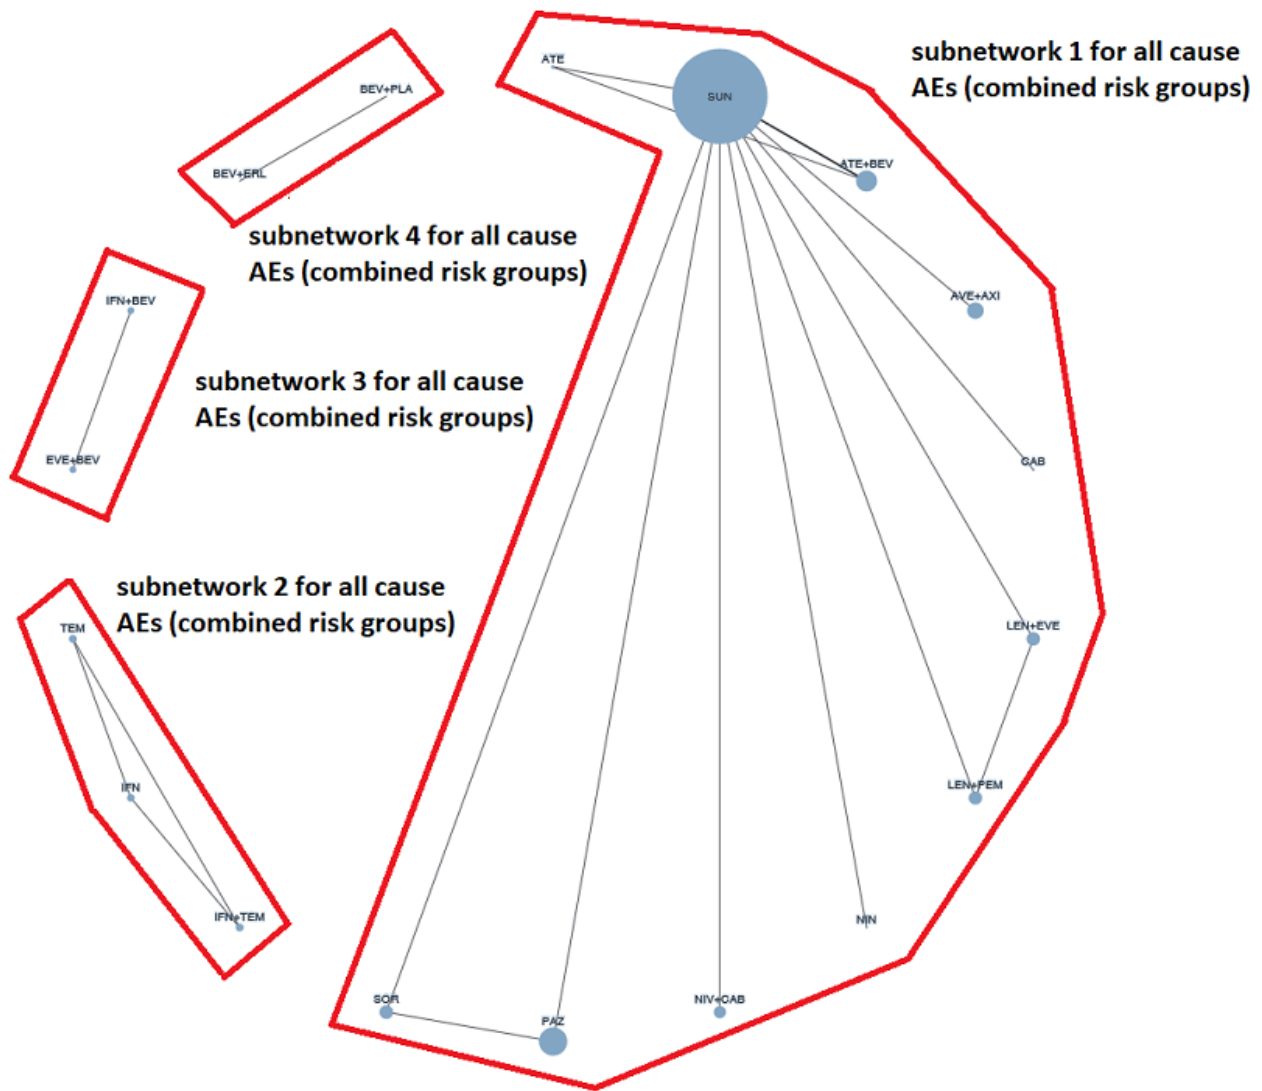 ATE
SUN
subnetwork 1 for all cause
AEs (combined risk groups)
BEV+PLA
BEV+ERL
ATE+BEV
subnetwork 4 for all cause
AEs (combined risk groups)
IFN+BEV
AVE+AXI
subnetwork 3 for all cause
AEs (combined risk groups)
EVE+BEV
CAB
subnetwork 2 for all cause
AEs (combined risk groups)
TEM
LEN+EVE
IFN
LEN+PEM
IFN+TEM
NIN
SOR
NIV+CAB
PAZ